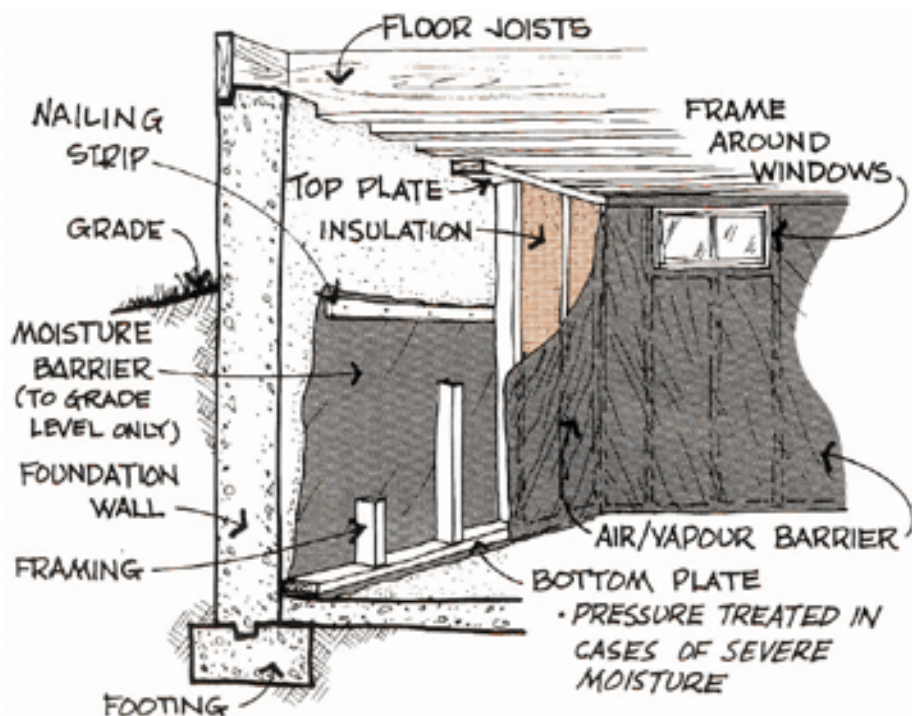 FLOOR JOISTS
NAILING
STRIP
FRAME
AROUND
WINDOWS
TOP PLATE
INSULATION
GRADE
MOISTURE
BARRIER
(TO GRADE
LEVEL ONLY)
FOUNDATION
WALL
FRAMING
AIR/VAPOUR BARRIER
BOTTOM PLATE
• PRESSURE TREATED IN
CASES OF SEVERE
MOISTURE
FOOTING